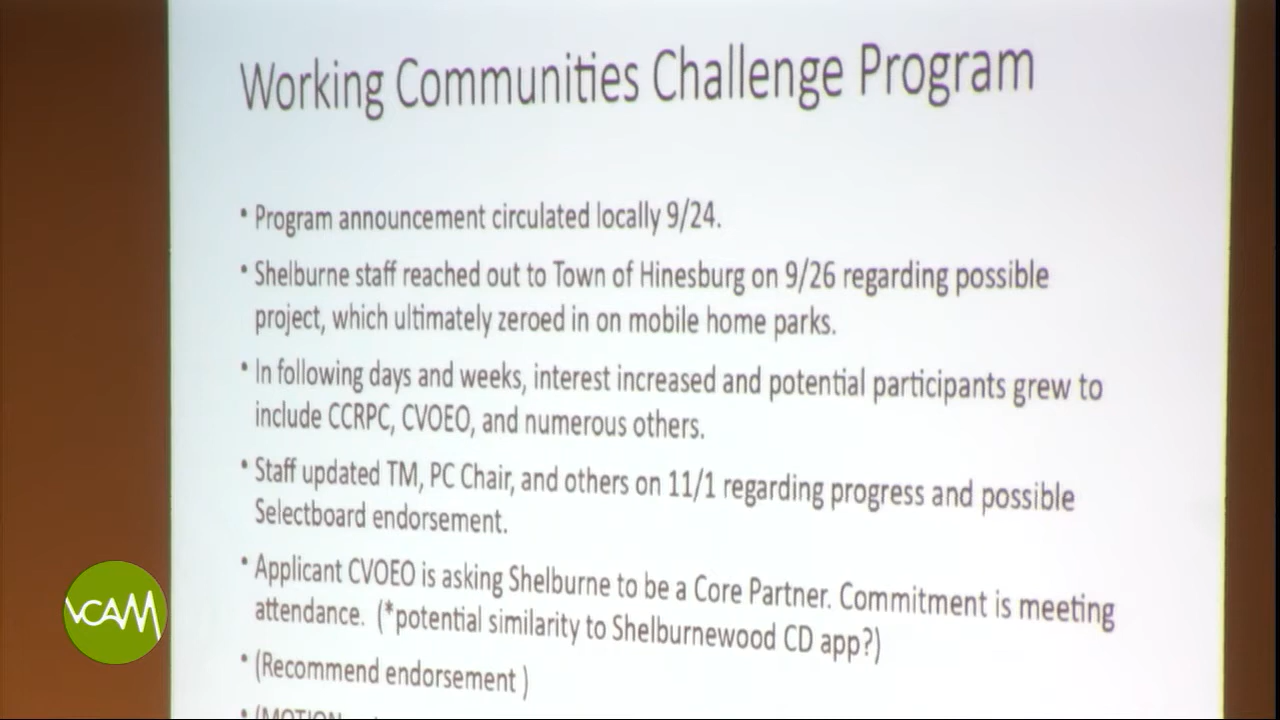 Working Communities Challenge Program
• Program announcement circulated locally 9/24.
• Shelburne staff reached out to Town of Hinesburg on 9/26 regarding possible
project, which ultimately zeroed in on mobile home parks.
• In following days and weeks, interest increased and potential participants grew to
include CCRPC, CVOEO, and numerous others.
• Staff updated TM, PC Chair, and others on 11/1 regarding progress and possible
Selectboard endorsement.
• Applicant CVOEO is asking Shelburne to be a Core Partner. Commitment is meeting
attendance. (*potential similarity to Shelburnewood CD app?)
• (Recommend endorsement )
• (MOTION
VCAM